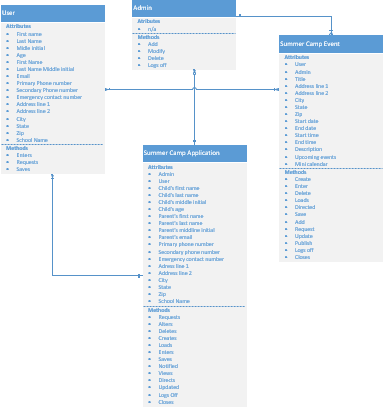 User
Attributes
First name
Last Name
Midle Initial
Age
First Name
Last Name Middle Initial
Email
Primary Phone number
Secondary Phone number
Emergency contact number
Address line 1
Address line 2
City
State
Zip
School Name
Methods
Enters
Requests
Saves
Admin
Atributes
n/a
Methods
Add
Modify
Delete
Logs off
Summer Camp Event
Attributes
User
Admin
Title
Address line 1
Address line 2
City
State
Zip
Start date
End date
Start time
End time
Description
Upcoming events
Mini calendar
Methods
Create
Enter
Delete
Loads
Directed
Save
Add
Request
Update
Publish
Logs off
Closes
Summer Camp Application
Attributes
Admin
User
Child's first name
Child's last name
Child's middle initial
Child's age
Parent's first name
Parent's last name
Parent's middline initial
Parent's email
Primary phone number
Secondary phone number
Emergency contact number
Adress line 1
Address line 2
City
State
Zip
School Name
Methods
Requests
Alters
Deletes
Creates
Loads
Enters
Saves
Notified
Views
Directs
Updated
Logs Off
Closes